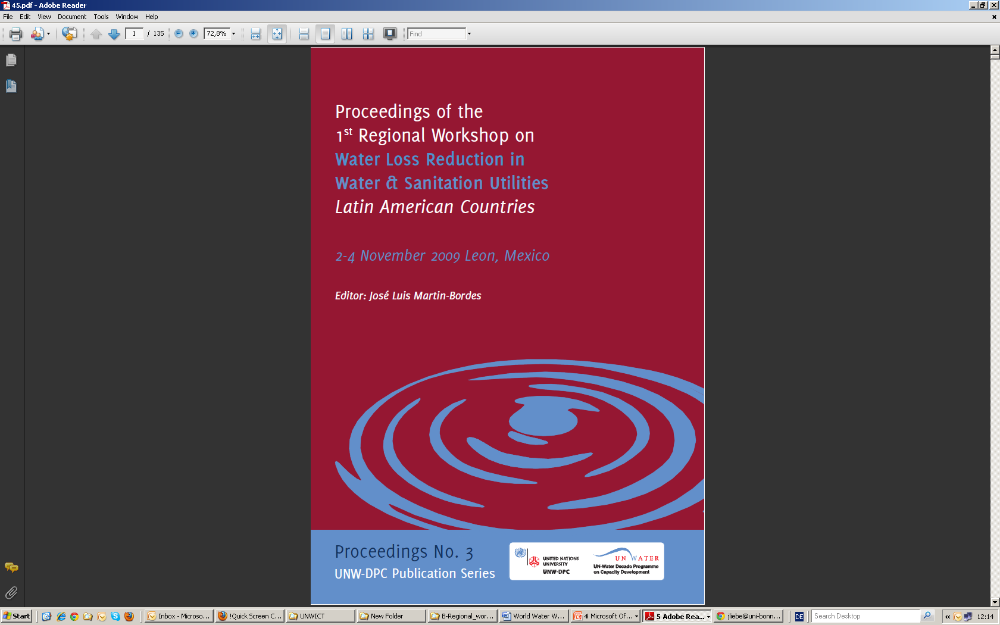 45.pdf - Adobe Reader
File Edit View Document Tools Window Help
1 / 135 72,8% Find
Proceedings of the
1st Regional Workshop on
Water Loss Reduction in
Water & Sanitation Utilities
Latin American Countries
2-4 November 2009 Leon, Mexico
Editor: José Luis Martin-Bordes
Proceedings No. 3
UNW-DPC Publication Series
UNITED NATIONS
UNIVERSITY
UNW-DPC
UN WATER
UN-Water Decade Programme
on Capacity Development
Start Inbox - Microso... !Quick Screen C... UNWICT New Folder B-Regional_wor... World Water W... 4 Microsoft Of... 5 Adobe Rea... jliebe@uni-bonn... DE Search Desktop « 12:14